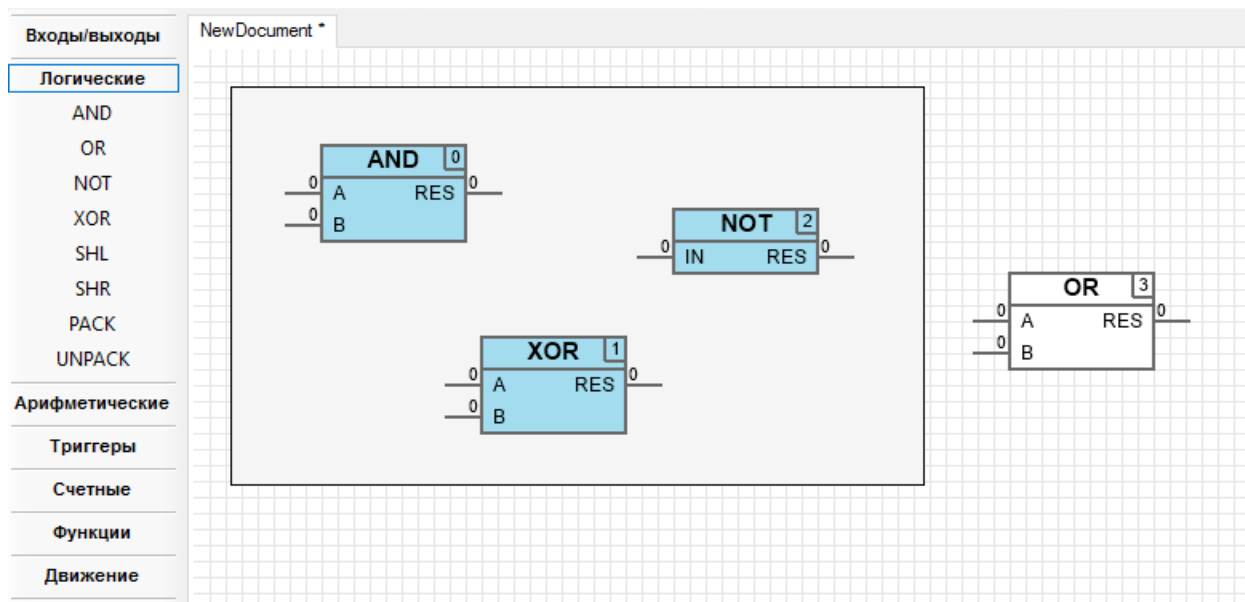 Входы/выходы
Логические
AND
OR
NOT
XOR
SHL
SHR
PACK
UNPACK
Арифметические
Триггеры
Счетные
Функции
Движение
NewDocument *
AND 0
0 A RES 0
0 B
NOT 2
0 IN RES 0
XOR 1
0 A RES 0
0 B
OR 3
0 A RES 0
0 B